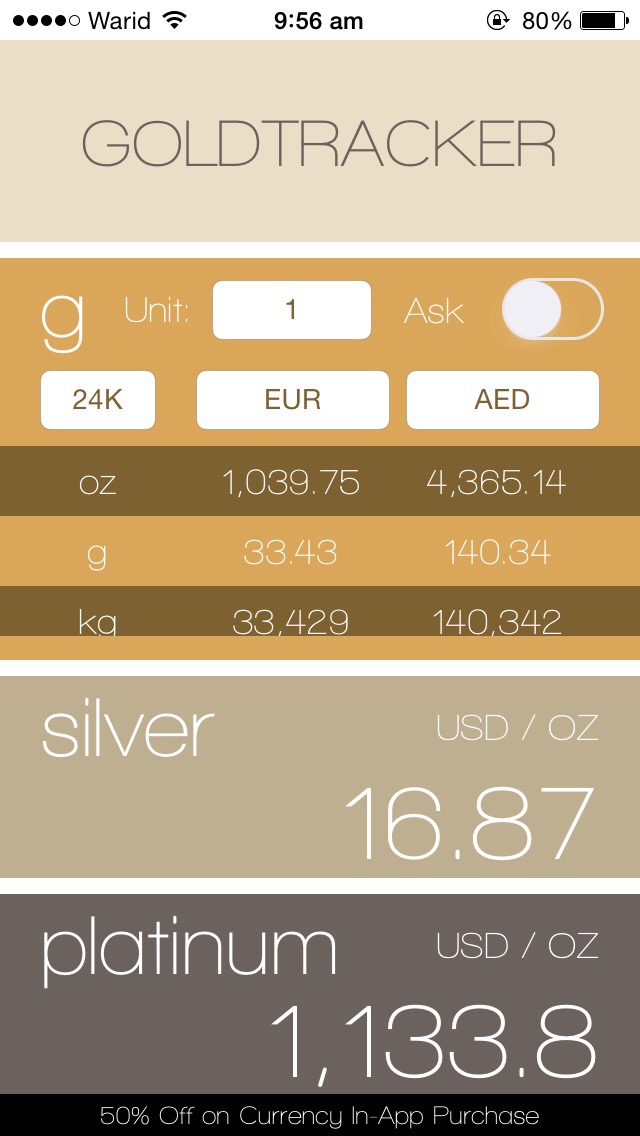 Warid 9:56 am 80%
GOLDTRACKER
g Unit: 1 Ask
24K EUR AED
oz 1,039.75 4,365.14
g 33.43 140.34
kg 33,429 140,342
silver USD / OZ
16.87
platinum USD / OZ
1,133.8
50% Off on Currency In-App Purchase